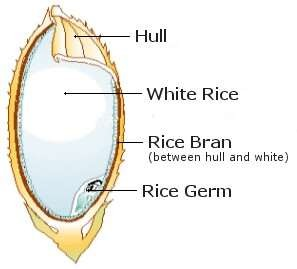 Hull
White Rice
Rice Bran
(between hull and white)
Rice Germ